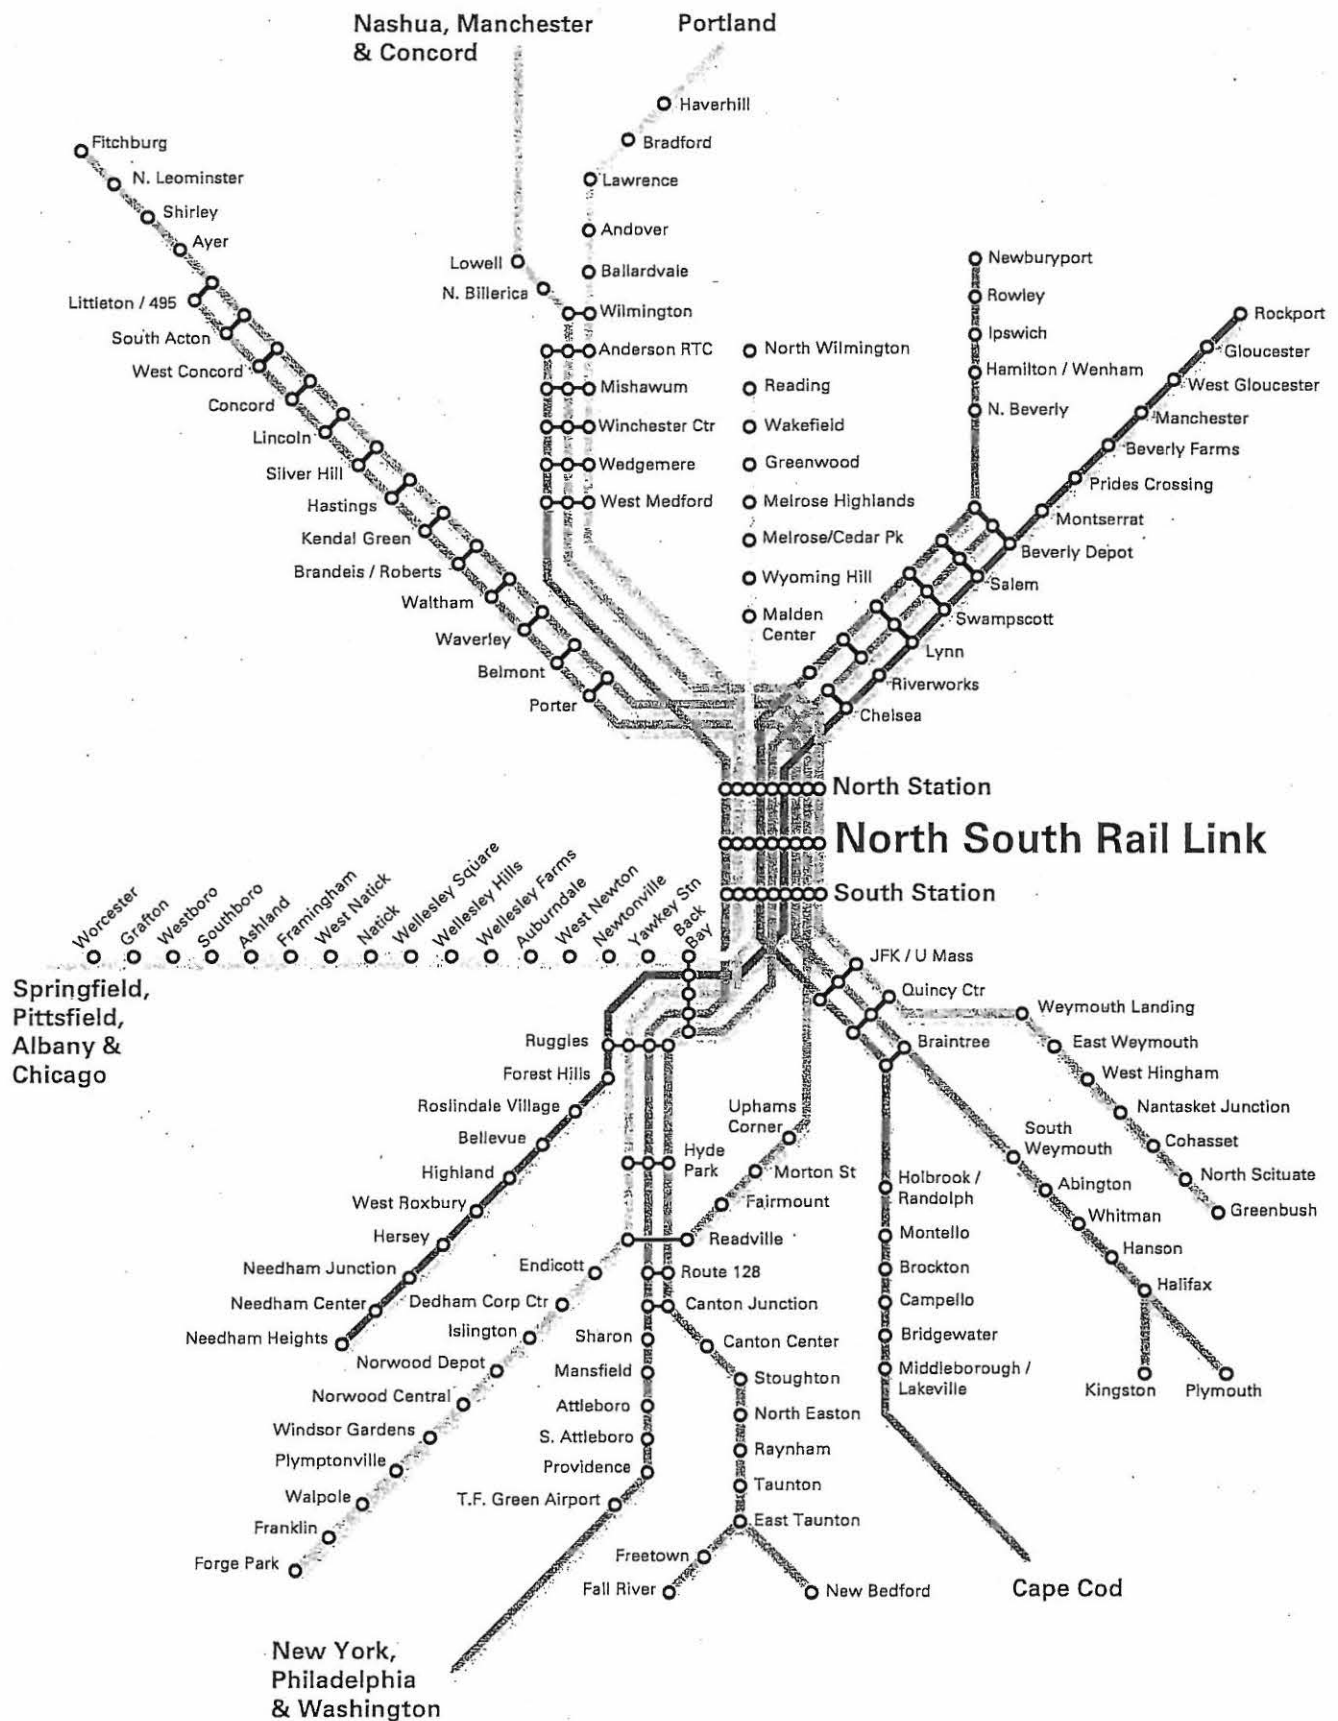 Nashua, Manchester
& Concord
Portland
Haverhill
Bradford
Lawrence
Andover
Ballardvale
Lowell
N. Billerica
Wilmington
Anderson RTC
Mishawum
Winchester Ctr
Wedgemere
West Medford
Fitchburg
N. Leominster
Shirley
Ayer
Littleton / 495
South Acton
West Concord
Concord
Lincoln
Silver Hill
Hastings
Kendal Green
Brandeis / Roberts
Waltham
Waverley
Belmont
Porter
North Wilmington
Reading
Wakefield
Greenwood
Melrose Highlands
Melrose/Cedar Pk
Wyoming Hill
Malden
Center
Newburyport
Rowley
Ipswich
Hamilton / Wenham
N. Beverly
Rockport
Gloucester
West Gloucester
Manchester
Beverly Farms
Prides Crossing
Montserrat
Beverly Depot
Salem
Swampscott
Lynn
Riverworks
Chelsea
North Station
North South Rail Link
South Station
Worcester
Grafton
Westboro
Southboro
Ashland
Framingham
West Natick
Natick
Wellesley Square
Wellesley Hills
Wellesley Farms
Auburndale
West Newton
Newtonville
Yawkey Stn
Back
Bay
Springfield,
Pittsfield,
Albany &
Chicago
Ruggles
Forest Hills
Roslindale Village
Bellevue
Highland
West Roxbury
Hersey
Needham Junction
Needham Center
Needham Heights
Hyde
Park
Uphams
Corner
Morton St
Fairmount
Readville
Endicott
Dedham Corp Ctr
Islington
Norwood Depot
Norwood Central
Windsor Gardens
Plymptonville
Walpole
Franklin
Forge Park
Route 128
Canton Junction
Sharon
Mansfield
Attleboro
S. Attleboro
Providence
T.F. Green Airport
New York,
Philadelphia
& Washington
Canton Center
Stoughton
North Easton
Raynham
Taunton
East Taunton
Freetown
Fall River
New Bedford
JFK / U Mass
Quincy Ctr
Braintree
Holbrook /
Randolph
Montello
Brockton
Campello
Bridgewater
Middleborough /
Lakeville
Cape Cod
South
Weymouth
Abington
Whitman
Hanson
Halifax
Kingston
Plymouth
Weymouth Landing
East Weymouth
West Hingham
Nantasket Junction
Cohasset
North Scituate
Greenbush